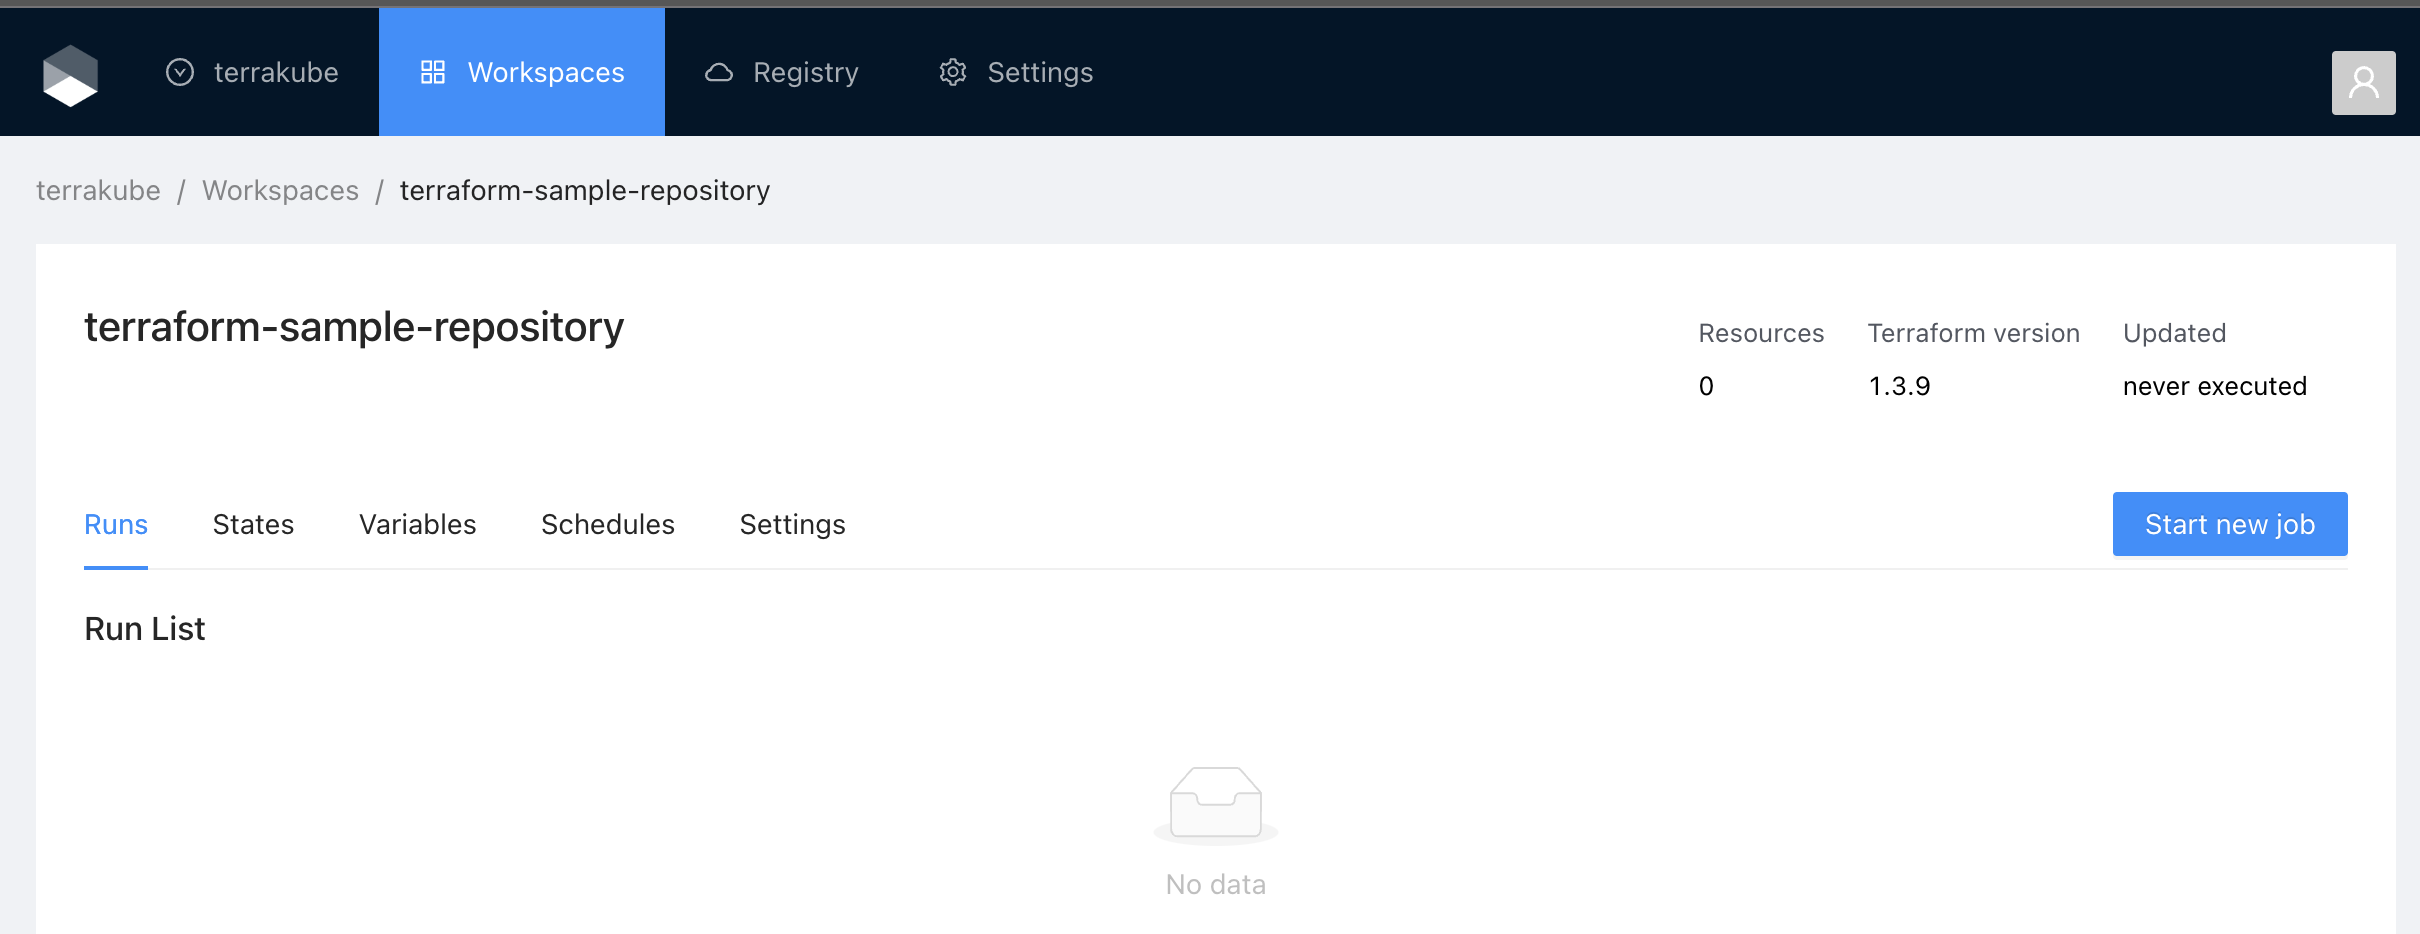 terrakube Workspaces Registry Settings
terrakube / Workspaces / terraform-sample-repository
terraform-sample-repository
Resources Terraform version Updated
0 1.3.9 never executed
Runs States Variables Schedules Settings Start new job
Run List
No data